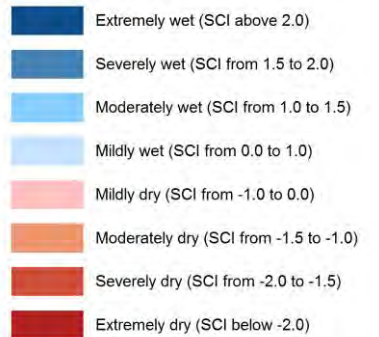 Extremely wet (SCI above 2.0)
Severely wet (SCI from 1.5 to 2.0)
Moderately wet (SCI from 1.0 to 1.5)
Mildly wet (SCI from 0.0 to 1.0)
Mildly dry (SCI from -1.0 to 0.0)
Moderately dry (SCI from -1.5 to -1.0)
Severely dry (SCI from -2.0 to -1.5)
Extremely dry (SCI below -2.0)